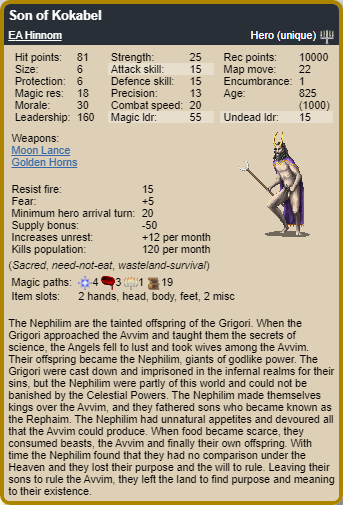 Son of Kokabel
EA Hinnom Hero (unique)
Hit points: 81 Strength: 25 Rec points: 10000
Size: 6 Attack skill: 15 Map move: 22
Protection: 6 Defence skill: 15 Encumbrance: 1
Magic res: 18 Precision: 13 Age: 825
Morale: 30 Combat speed: 20 (1000)
Leadership: 160 Magic ldr: 55 Undead ldr: 15
Weapons:
Moon Lance
Golden Horns
Resist fire: 15
Fear: +5
Minimum hero arrival turn: 20
Supply bonus: -50
Increases unrest: +12 per month
Kills population: 120 per month
(Sacred, need-not-eat, wasteland-survival)
Magic paths: 4 3 1 19
Item slots: 2 hands, head, body, feet, 2 misc
The Nephilim are the tainted offspring of the Grigori. When the
Grigori approached the Avvim and taught them the secrets of
science, the Angels fell to lust and took wives among the Avvim.
Their offspring became the Nephilim, giants of godlike power. The
Grigori were cast down and imprisoned in the infernal realms for their
sins, but the Nephilim were partly of this world and could not be
banished by the Celestial Powers. The Nephilim made themselves
kings over the Avvim, and they fathered sons who became known as
the Rephaim. The Nephilim had unnatural appetites and devoured all
that the Avvim could produce. When food became scarce, they
consumed beasts, the Avvim and finally their own offspring. With
time the Nephilim found that they had no comparison under the
Heaven and they lost their purpose and the will to rule. Leaving their
sons to rule the Avvim, they left the land to find purpose and meaning
to their existence.